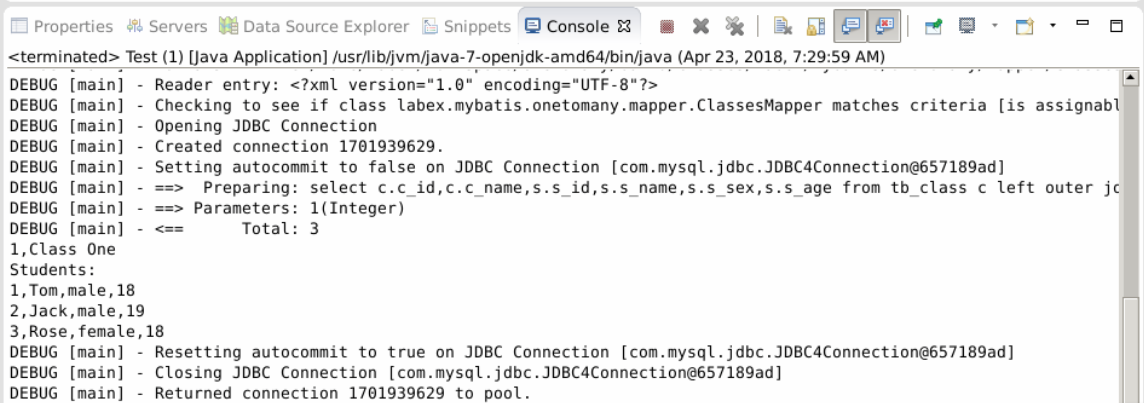 Properties Servers Data Source Explorer Snippets Console
<terminated> Test (1) [Java Application] /usr/lib/jvm/java-7-openjdk-amd64/bin/java (Apr 23, 2018, 7:29:59 AM)
DEBUG [main] - Reader entry: <?xml version="1.0" encoding="UTF-8"?>
DEBUG [main] - Checking to see if class labex.mybatis.onetomany.mapper.ClassesMapper matches criteria [is assignabl
DEBUG [main] - Opening JDBC Connection
DEBUG [main] - Created connection 1701939629.
DEBUG [main] - Setting autocommit to false on JDBC Connection [com.mysql.jdbc.JDBC4Connection@657189ad]
DEBUG [main] - ==>  Preparing: select c.c_id,c.c_name,s.s_id,s.s_name,s.s_sex,s.s_age from tb_class c left outer jo
DEBUG [main] - ==> Parameters: 1(Integer)
DEBUG [main] - <==      Total: 3
1,Class One
Students:
1,Tom,male,18
2,Jack,male,19
3,Rose,female,18
DEBUG [main] - Resetting autocommit to true on JDBC Connection [com.mysql.jdbc.JDBC4Connection@657189ad]
DEBUG [main] - Closing JDBC Connection [com.mysql.jdbc.JDBC4Connection@657189ad]
DEBUG [main] - Returned connection 1701939629 to pool.